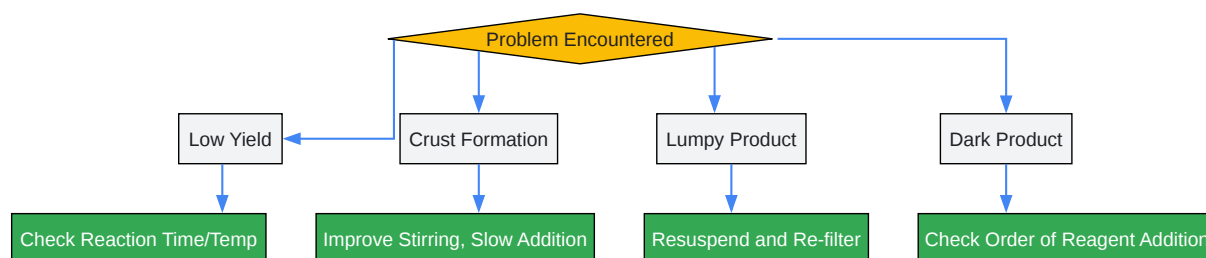 Problem Encountered
Low Yield
Crust Formation
Lumpy Product
Dark Product
Check Reaction Time/Temp
Improve Stirring, Slow Addition
Resuspend and Re-filter
Check Order of Reagent Addition